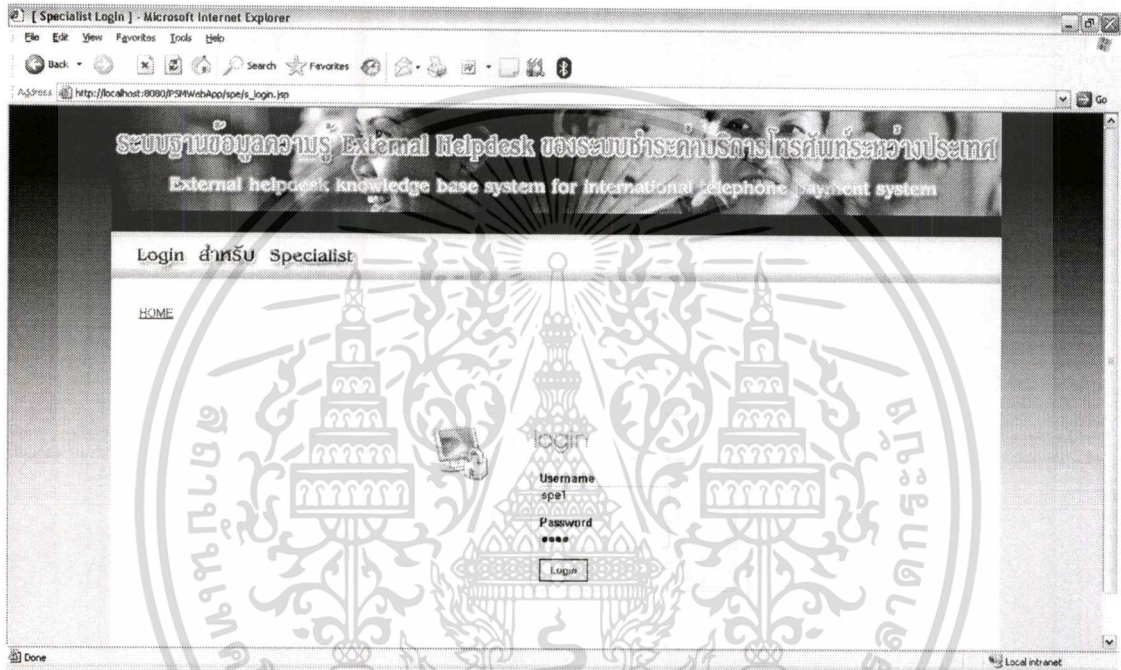 [ Specialist Login ] - Microsoft Internet Explorer
File Edit View Favorites Tools Help
Back Search Favorites
Address http://localhost:8080/PSMWebApp/spe/s_login.jsp Go
ระบบฐานข้อมูลความรู้ External Helpdesk ของระบบชำระค่าบริการโทรศัพท์ระหว่างประเทศ
External helpdesk knowledge base system for international telephone payment system
Login สำหรับ Specialist
HOME
login
Username
spe1
Password
Login
Done
Local intranet